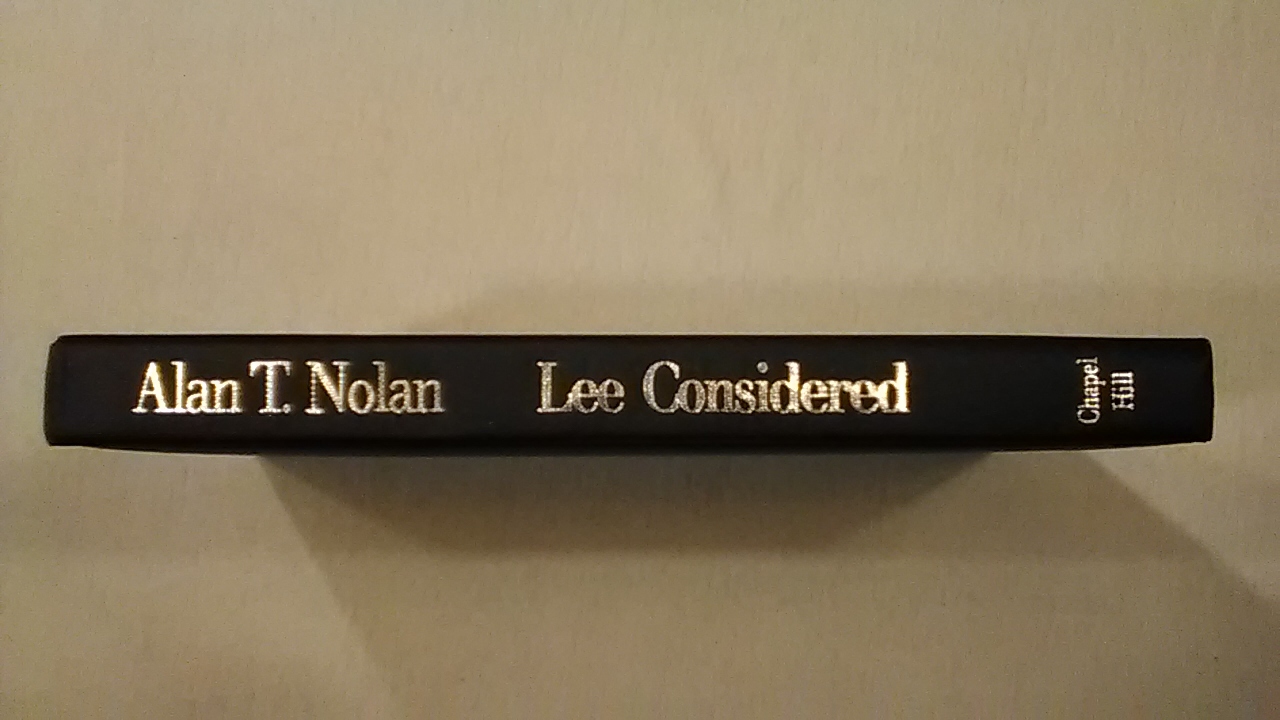 Alan T. Nolan Lee Considered
Chapel
Hill